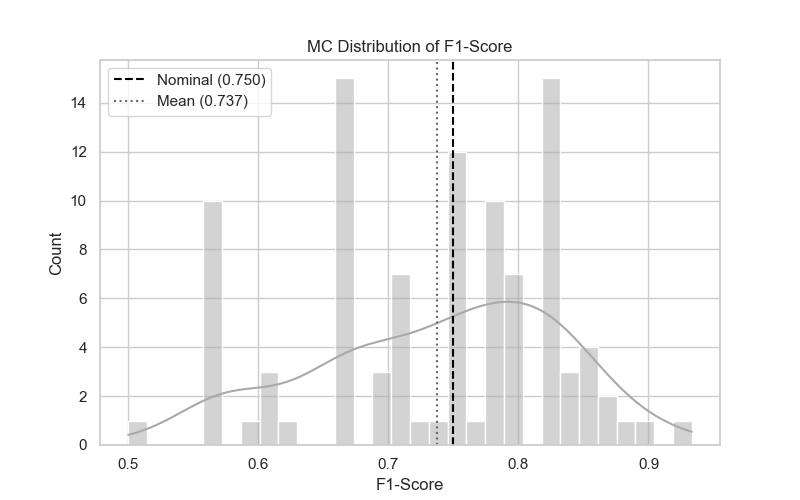 MC Distribution of F1-Score
Nominal (0.750)
Mean (0.737)
14
12
10
8
6
4
2
0
Count
0.5 0.6 0.7 0.8 0.9
F1-Score